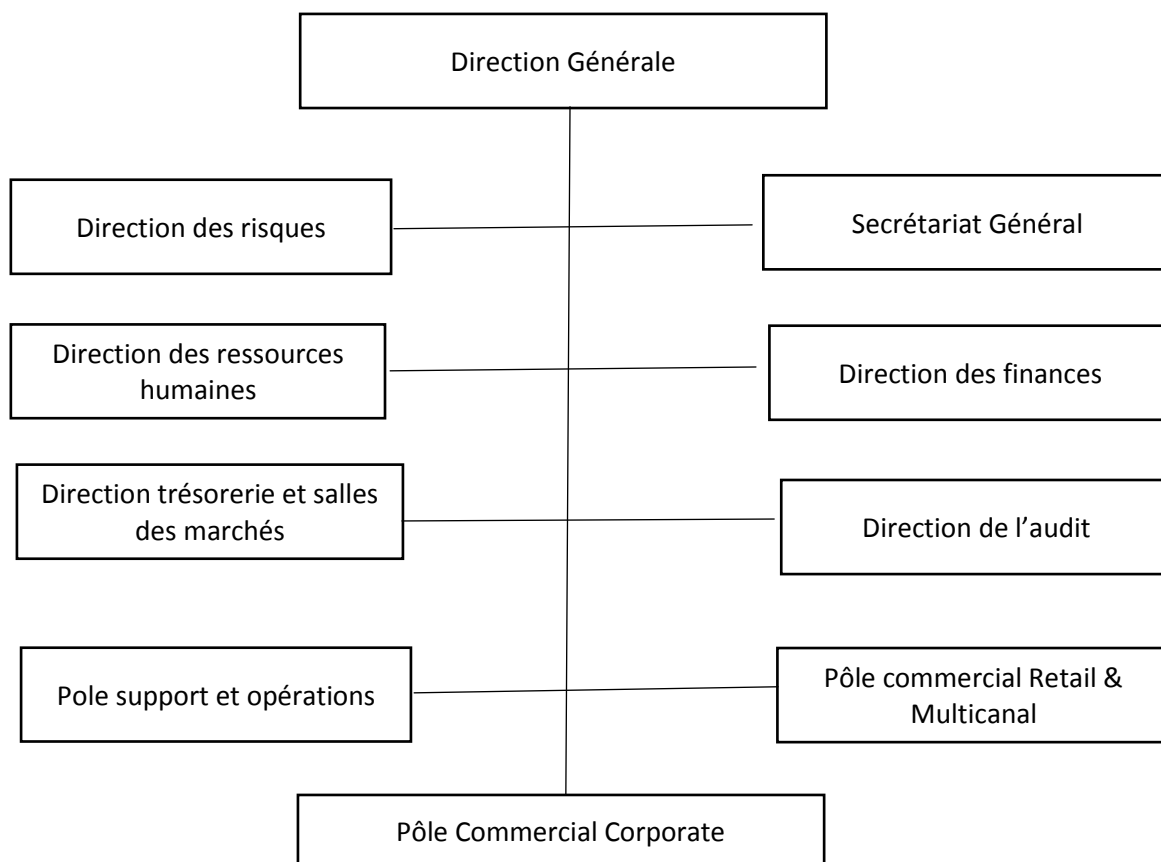 Direction Générale
Direction des risques
Secrétariat Général
Direction des ressources
humaines
Direction des finances
Direction trésorerie et salles
des marchés
Direction de l’audit
Pole support et opérations
Pôle commercial Retail &
Multicanal
Pôle Commercial Corporate